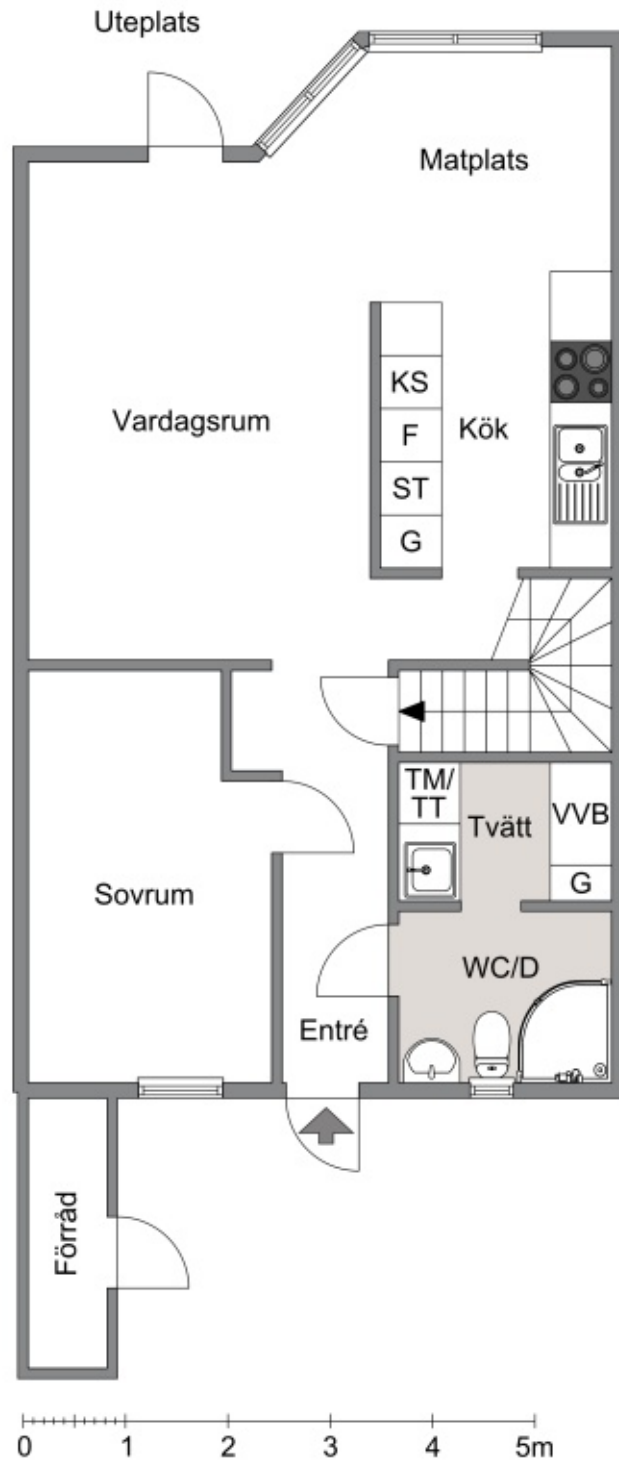 Uteplats
Matplats
KS
Vardagsrum
F
Kök
ST
G
TM/
TT
Tvätt
VVB
G
Sovrum
WC/D
Entré
Förråd
0 1 2 3 4 5m